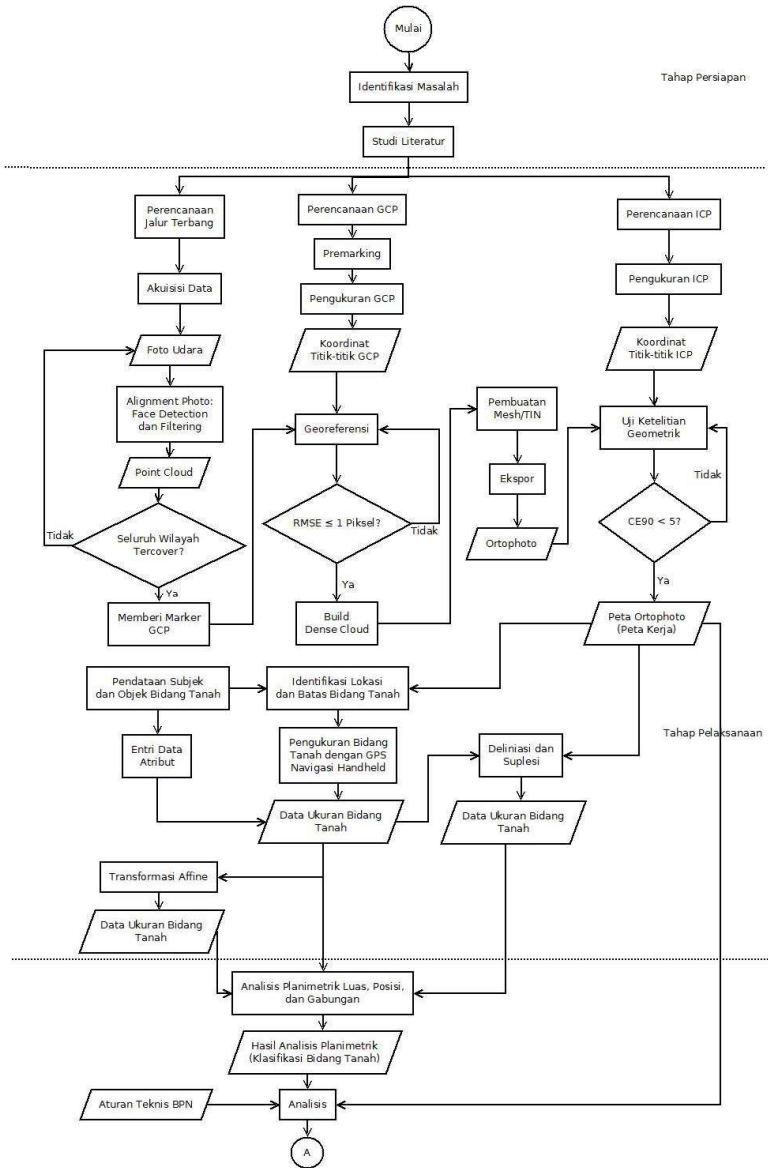 Mulai
Identifikasi Masalah
Tahap Persiapan
Studi Literatur
Perencanaan
Jalur Terbang
Perencanaan GCP
Perencanaan ICP
Premarking
Akuisisi Data
Pengukuran GCP
Pengukuran ICP
Foto Udara
Koordinat
Titik-titik GCP
Koordinat
Titik-titik ICP
Alignment Photo:
Face Detection
dan Filtering
Pembuatan
Mesh/TIN
Georeferensi
Uji Ketelitian
Geometrik
Point Cloud
Ekspor
Tidak
RMSE ≤ 1 Piksel?
Tidak
CE90 < 5?
Tidak
Seluruh Wilayah
Tercover?
Ortophoto
Ya
Ya
Ya
Memberi Marker
GCP
Build
Dense Cloud
Peta Ortophoto
(Peta Kerja)
Pendataan Subjek
dan Objek Bidang Tanah
Identifikasi Lokasi
dan Batas Bidang Tanah
Tahap Pelaksanaan
Entri Data
Atribut
Pengukuran Bidang
Tanah dengan GPS
Navigasi Handheld
Deliniasi dan
Suplesi
Data Ukuran Bidang
Tanah
Data Ukuran Bidang
Tanah
Transformasi Affine
Data Ukuran Bidang
Tanah
Analisis Planimetrik Luas, Posisi,
dan Gabungan
Hasil Analisis Planimetrik
(Klasifikasi Bidang Tanah)
Aturan Teknis BPN
Analisis
A